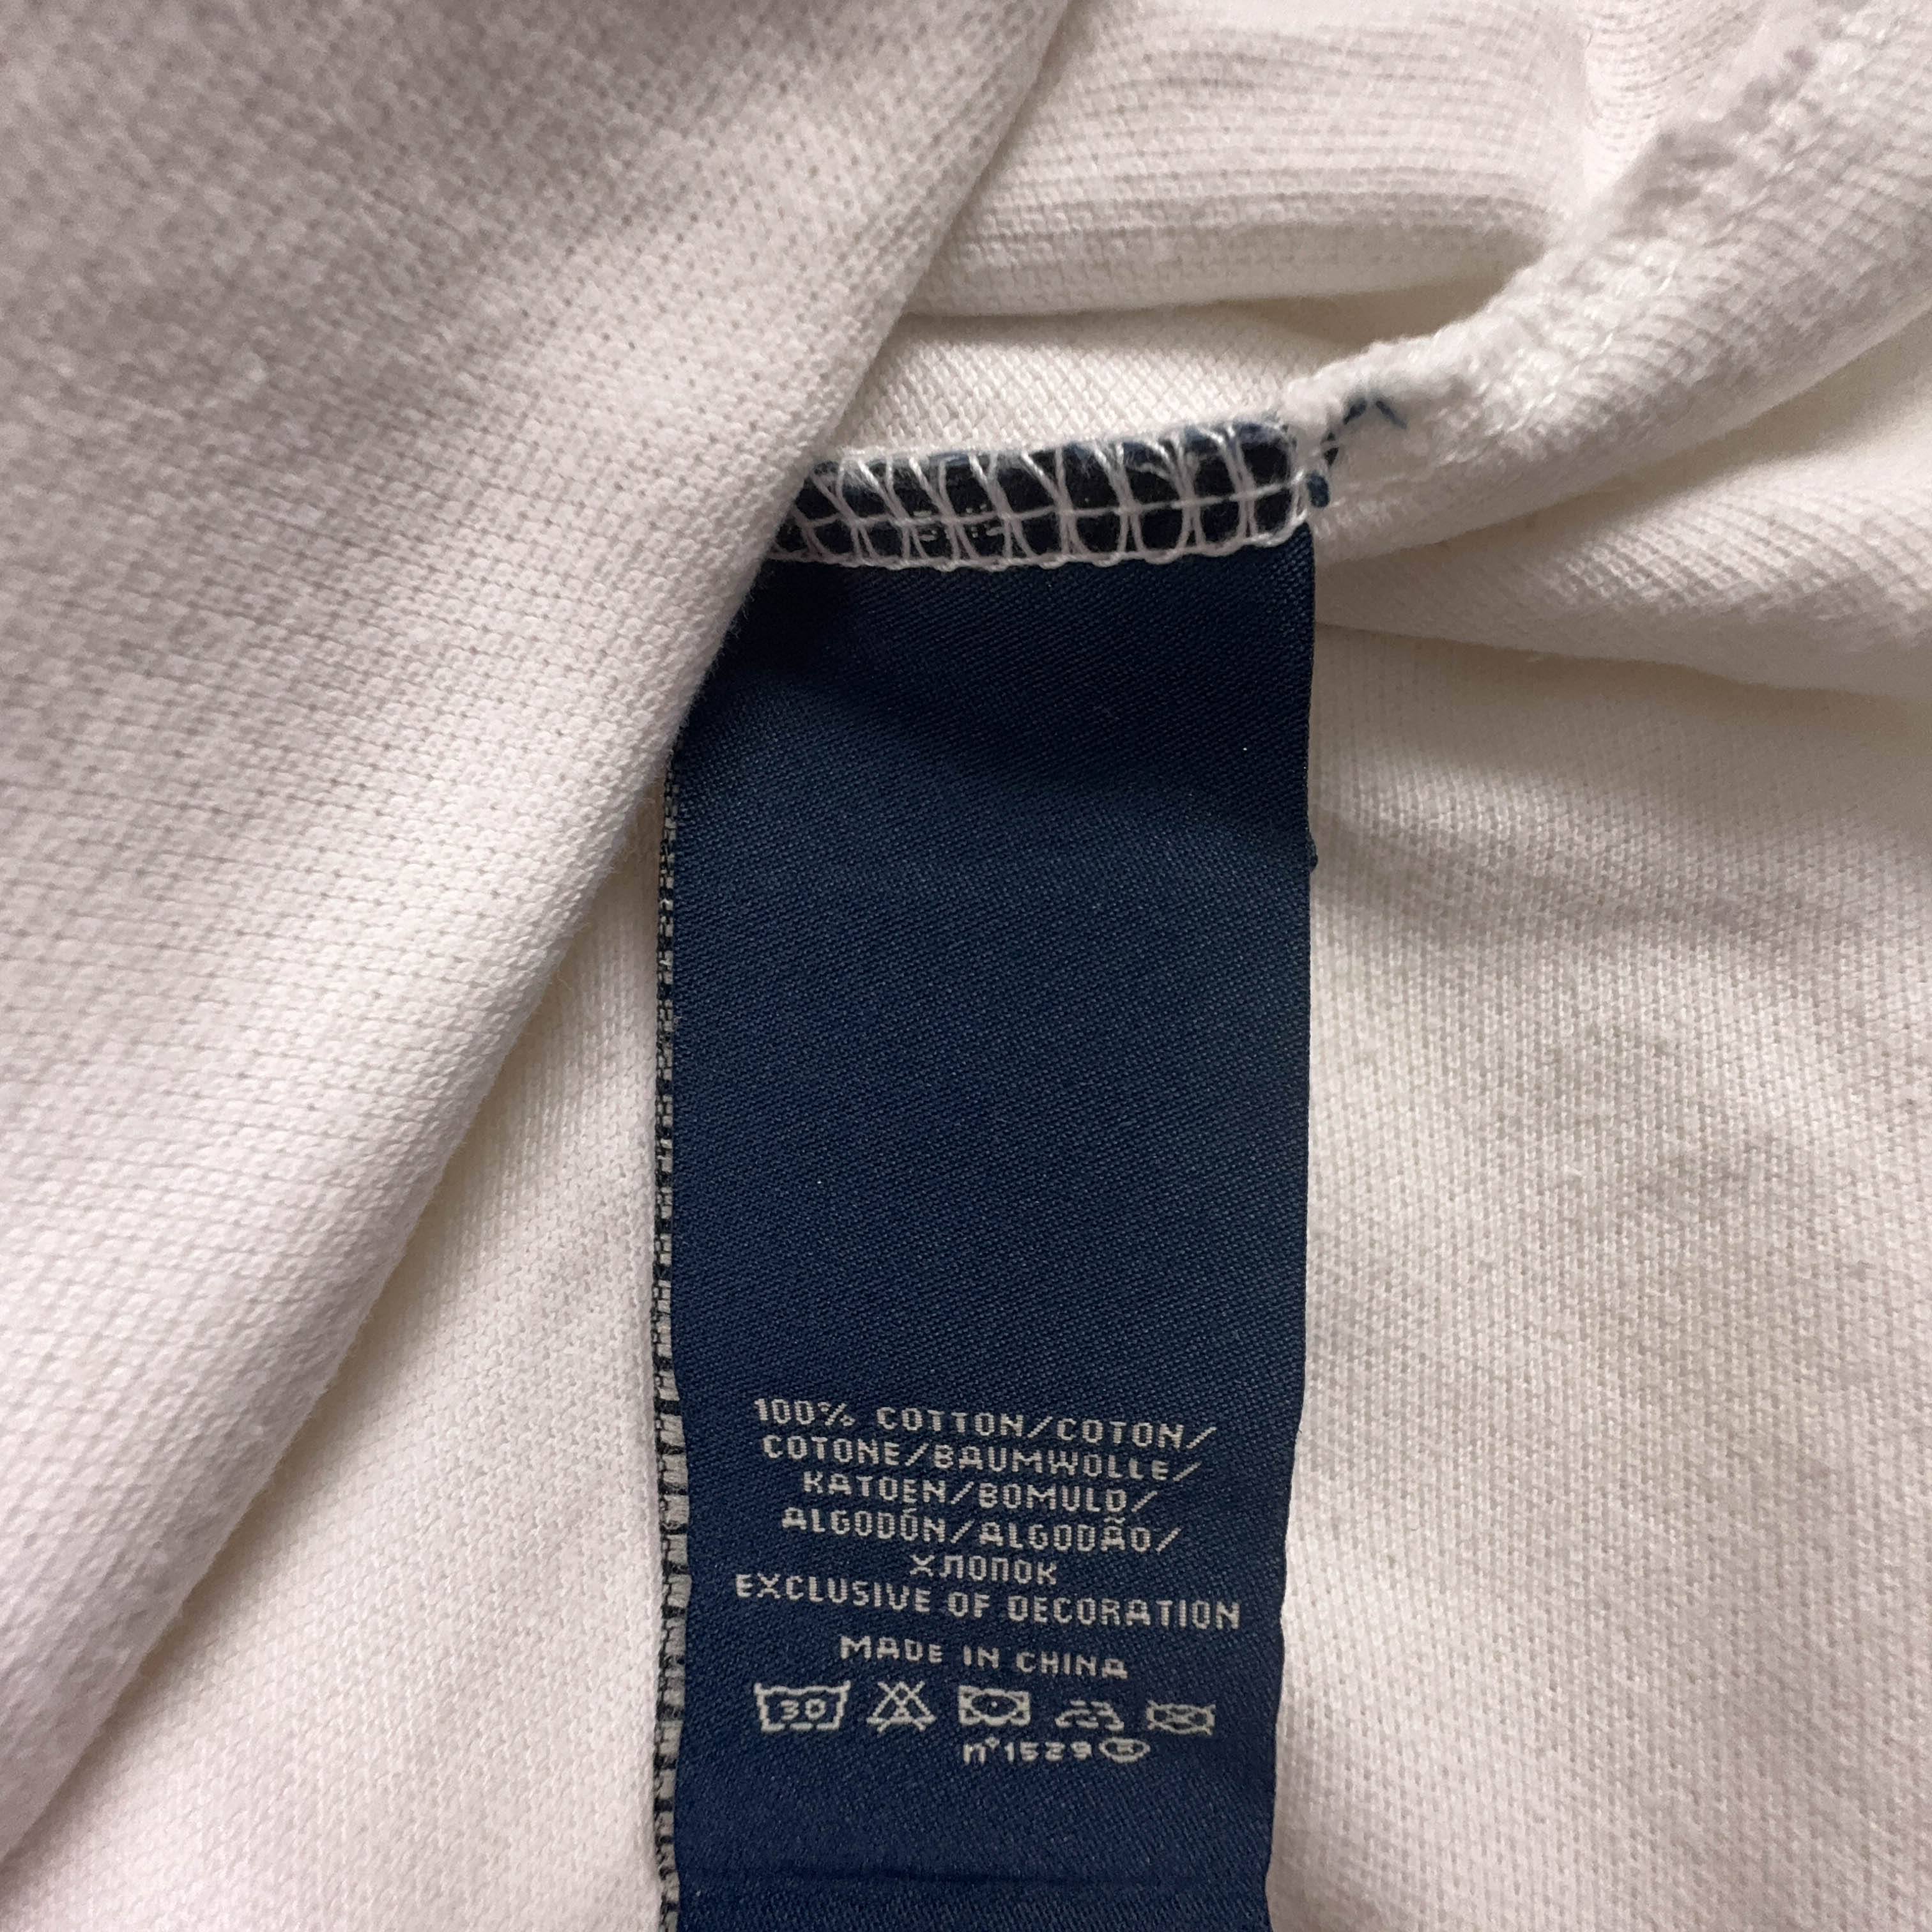 100% COTTON/COTON/
COTONE/BAUMWOLLE/
KATOEN/BOMULD/
ALGODÓN/ALGODÃO/
ХЛОПОК
EXCLUSIVE OF DECORATION
MADE IN CHINA
30
n°1529